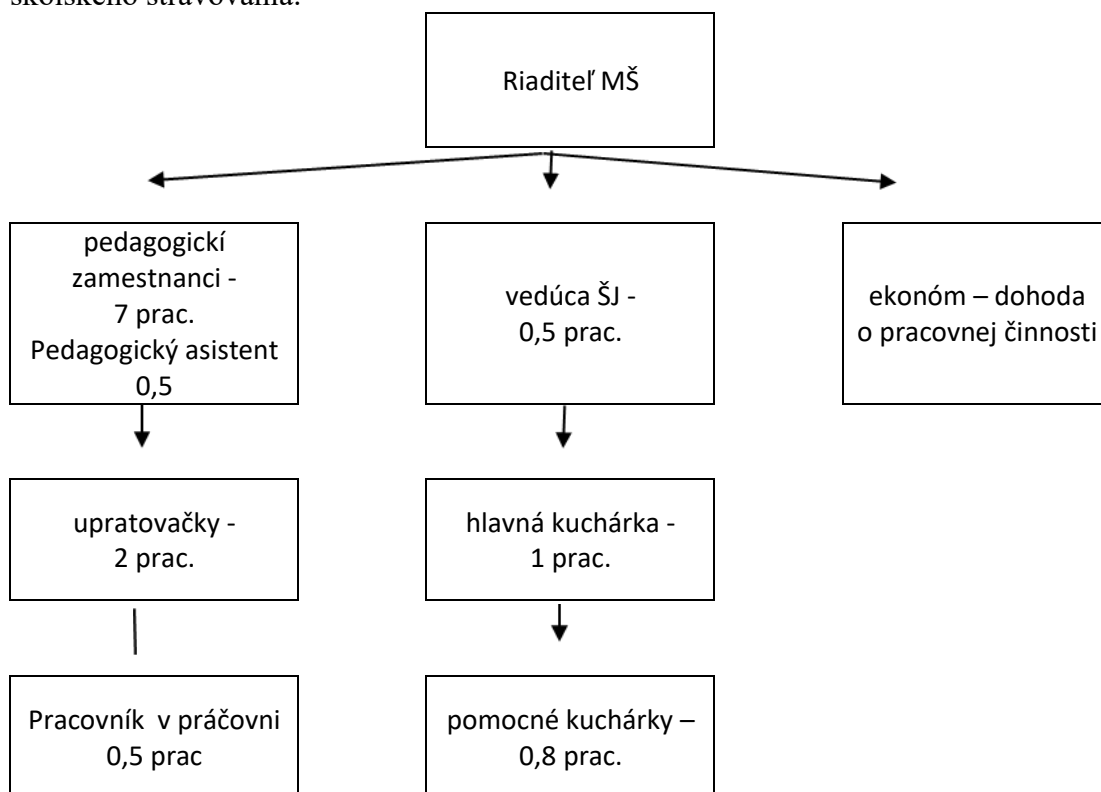 školského stravovania.
Riaditeľ MŠ
pedagogickí
zamestnanci -
7 prac.
Pedagogický asistent
0,5
vedúca ŠJ -
0,5 prac.
ekonóm – dohoda
o pracovnej činnosti
upratovačky -
2 prac.
hlavná kuchárka -
1 prac.
Pracovník v práčovni
0,5 prac
pomocné kuchárky –
0,8 prac.